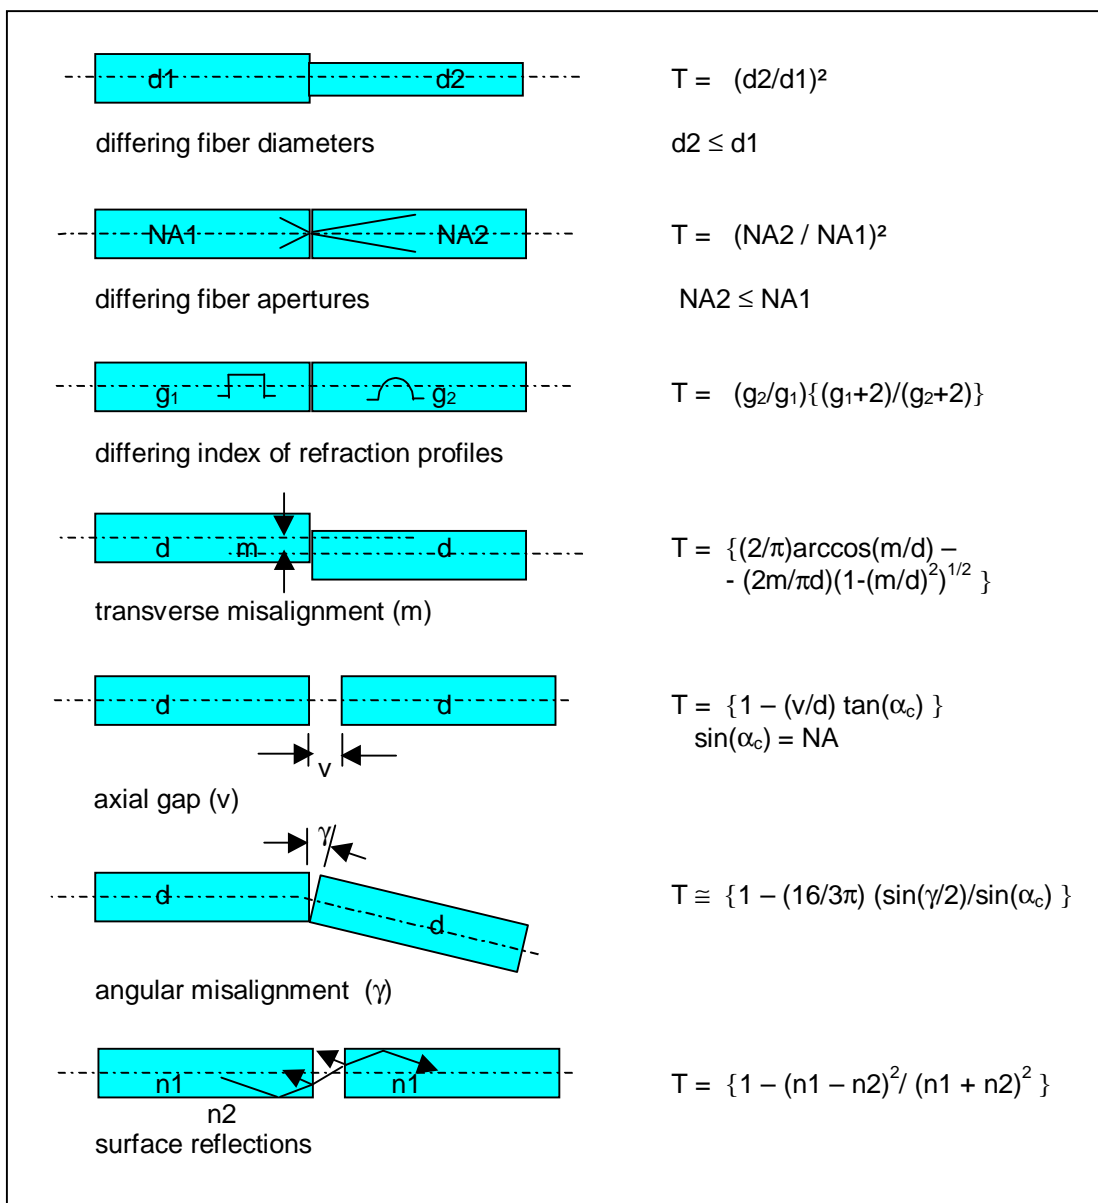 d1 d2 T = (d2/d1)²
differing fiber diameters d2 ≤ d1
NA1 NA2 T = (NA2 / NA1)²
differing fiber apertures NA2 ≤ NA1
g₁ g₂ T = (g₂/g₁){(g₁+2)/(g₂+2)}
differing index of refraction profiles
d m d T = {(2/π)arccos(m/d) –
- (2m/πd)(1-(m/d)²)^1/2 }
transverse misalignment (m)
d d T = {1 – (v/d) tan(α_c) }
sin(α_c) = NA
v
axial gap (v)
γ
d d T ≅ {1 – (16/3π) (sin(γ/2)/sin(α_c) }
angular misalignment (γ)
n1 n1 T = {1 – (n1 – n2)²/ (n1 + n2)² }
n2
surface reflections